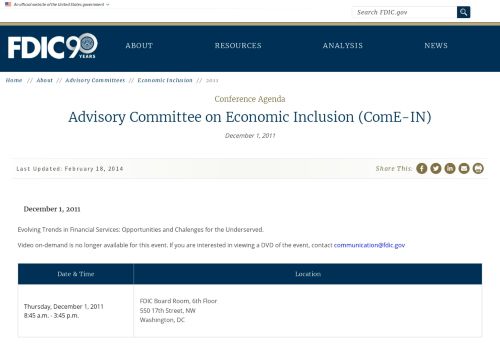 An official website of the United States government
Search FDIC.gov
FDIC 90 YEARS
ABOUT RESOURCES ANALYSIS NEWS
Home // About // Advisory Committees // Economic Inclusion // 2011
Conference Agenda
Advisory Committee on Economic Inclusion (ComE-IN)
December 1, 2011
Last Updated: February 18, 2014 Share This:
December 1, 2011
Evolving Trends in Financial Services: Opportunities and Chalenges for the Underserved.
Video on-demand is no longer available for this event. If you are interested in viewing a DVD of the event, contact communication@fdic.gov
Date & Time Location
Thursday, December 1, 2011
8:45 a.m. - 3:45 p.m.
FDIC Board Room, 6th Floor
550 17th Street, NW
Washington, DC